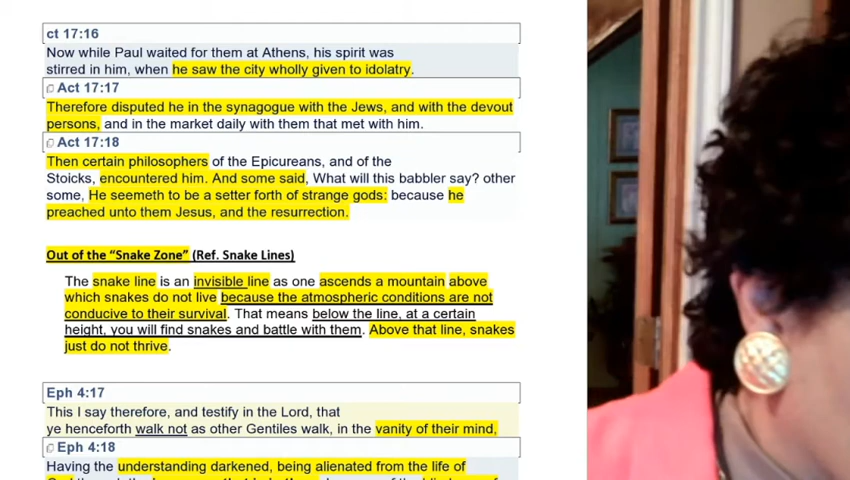 ct 17:16
Now while Paul waited for them at Athens, his spirit was
stirred in him, when he saw the city wholly given to idolatry.
Act 17:17
Therefore disputed he in the synagogue with the Jews, and with the devout
persons, and in the market daily with them that met with him.
Act 17:18
Then certain philosophers of the Epicureans, and of the
Stoicks, encountered him. And some said, What will this babbler say? other
some, He seemeth to be a setter forth of strange gods: because he
preached unto them Jesus, and the resurrection.
Out of the “Snake Zone” (Ref. Snake Lines)
The snake line is an invisible line as one ascends a mountain above
which snakes do not live because the atmospheric conditions are not
conducive to their survival. That means below the line, at a certain
height, you will find snakes and battle with them. Above that line, snakes
just do not thrive.
Eph 4:17
This I say therefore, and testify in the Lord, that
ye henceforth walk not as other Gentiles walk, in the vanity of their mind,
Eph 4:18
Having the understanding darkened, being alienated from the life of